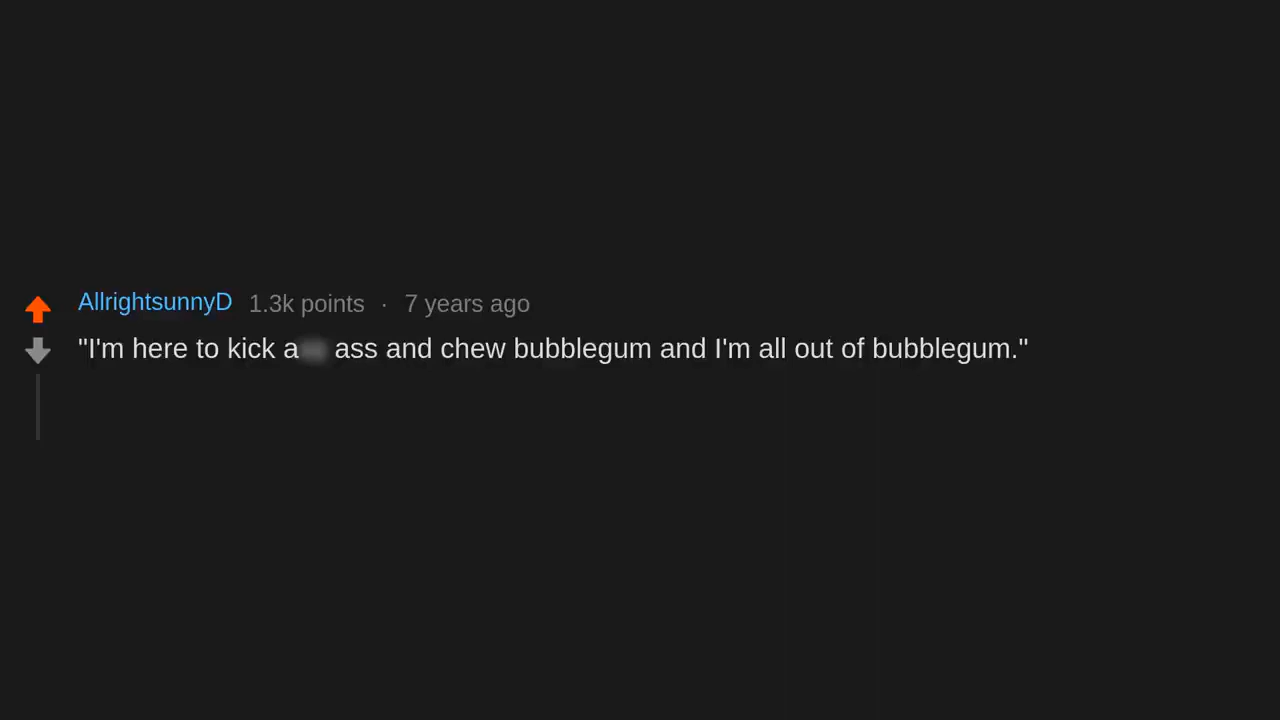 AllrightsunnyD 1.3k points · 7 years ago
"I'm here to kick a ass and chew bubblegum and I'm all out of bubblegum."